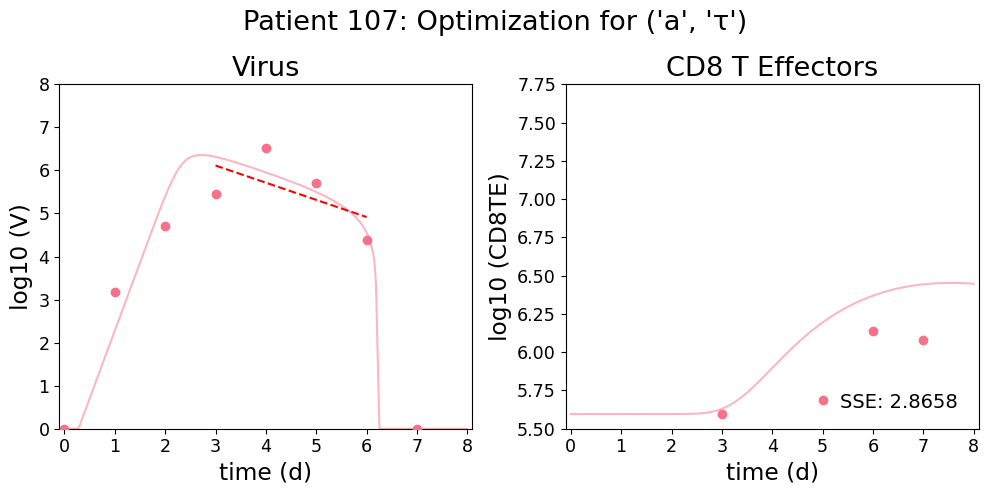 Patient 107: Optimization for ('a', 'τ')
Virus
CD8 T Effectors
log10 (V)
8
7
6
5
4
3
2
1
0
0 1 2 3 4 5 6 7 8
time (d)
log10 (CD8TE)
7.75
7.50
7.25
7.00
6.75
6.50
6.25
6.00
5.75
5.50
SSE: 2.8658
0 1 2 3 4 5 6 7 8
time (d)